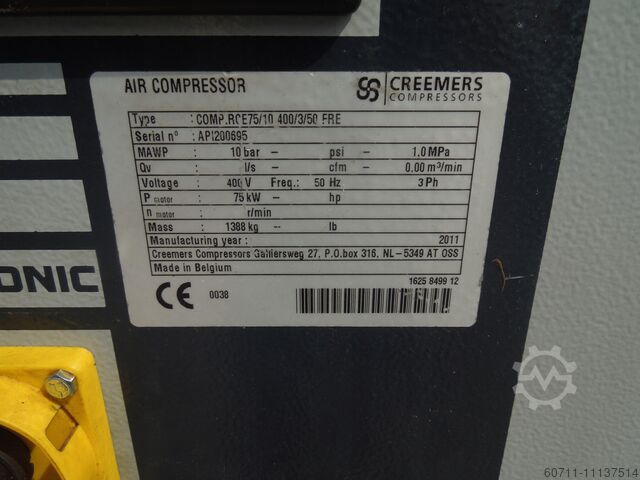 AIR COMPRESSOR
CREEMERS
COMPRESSORS
Type : COMP.RCE75/10 400/3/50 FRE
Serial nº : API200695
MAWP : 10 bar – psi – 1.0 MPa
Qv : l/s – cfm – 0.00 m³/min
Voltage : 400 V Freq.: 50 Hz 3 Ph
P motor : 75 kW – hp
n motor : r/min
Mass : 1388 kg – lb
Manufacturing year : 2011
Creemers Compressors Galliersweg 27, P.O.box 316, NL-5349 AT OSS
Made in Belgium
CE 0038
1625 8499 12
ONIC
60711-11137514